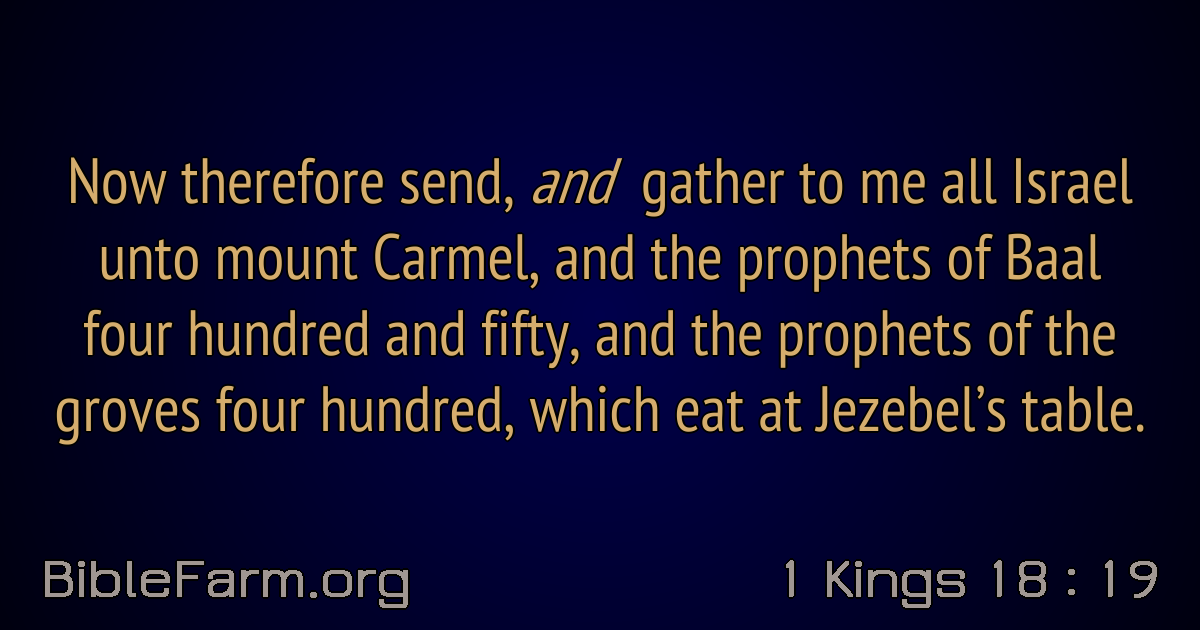 Now therefore send, and gather to me all Israel
unto mount Carmel, and the prophets of Baal
four hundred and fifty, and the prophets of the
groves four hundred, which eat at Jezebel’s table.
BibleFarm.org
1 Kings 18 : 19